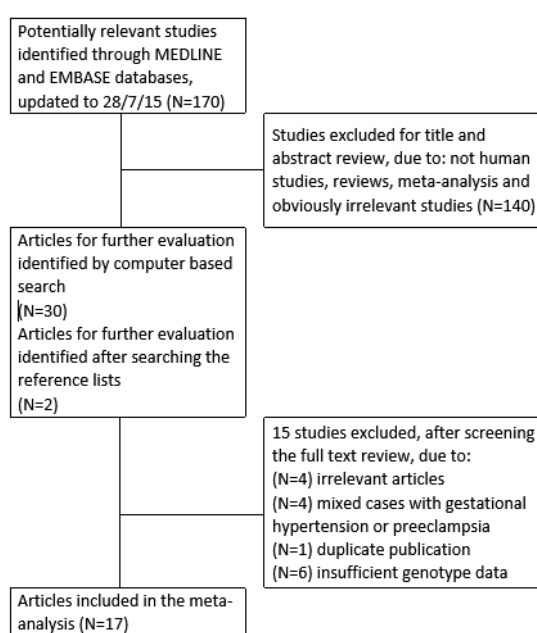 Potentially relevant studies
identified through MEDLINE
and EMBASE databases,
updated to 28/7/15 (N=170)
Studies excluded for title and
abstract review, due to: not human
studies, reviews, meta-analysis and
obviously irrelevant studies (N=140)
Articles for further evaluation
identified by computer based
search
(N=30)
Articles for further evaluation
identified after searching the
reference lists
(N=2)
15 studies excluded, after screening
the full text review, due to:
(N=4) irrelevant articles
(N=4) mixed cases with gestational
hypertension or preeclampsia
(N=1) duplicate publication
(N=6) insufficient genotype data
Articles included in the meta-
analysis (N=17)